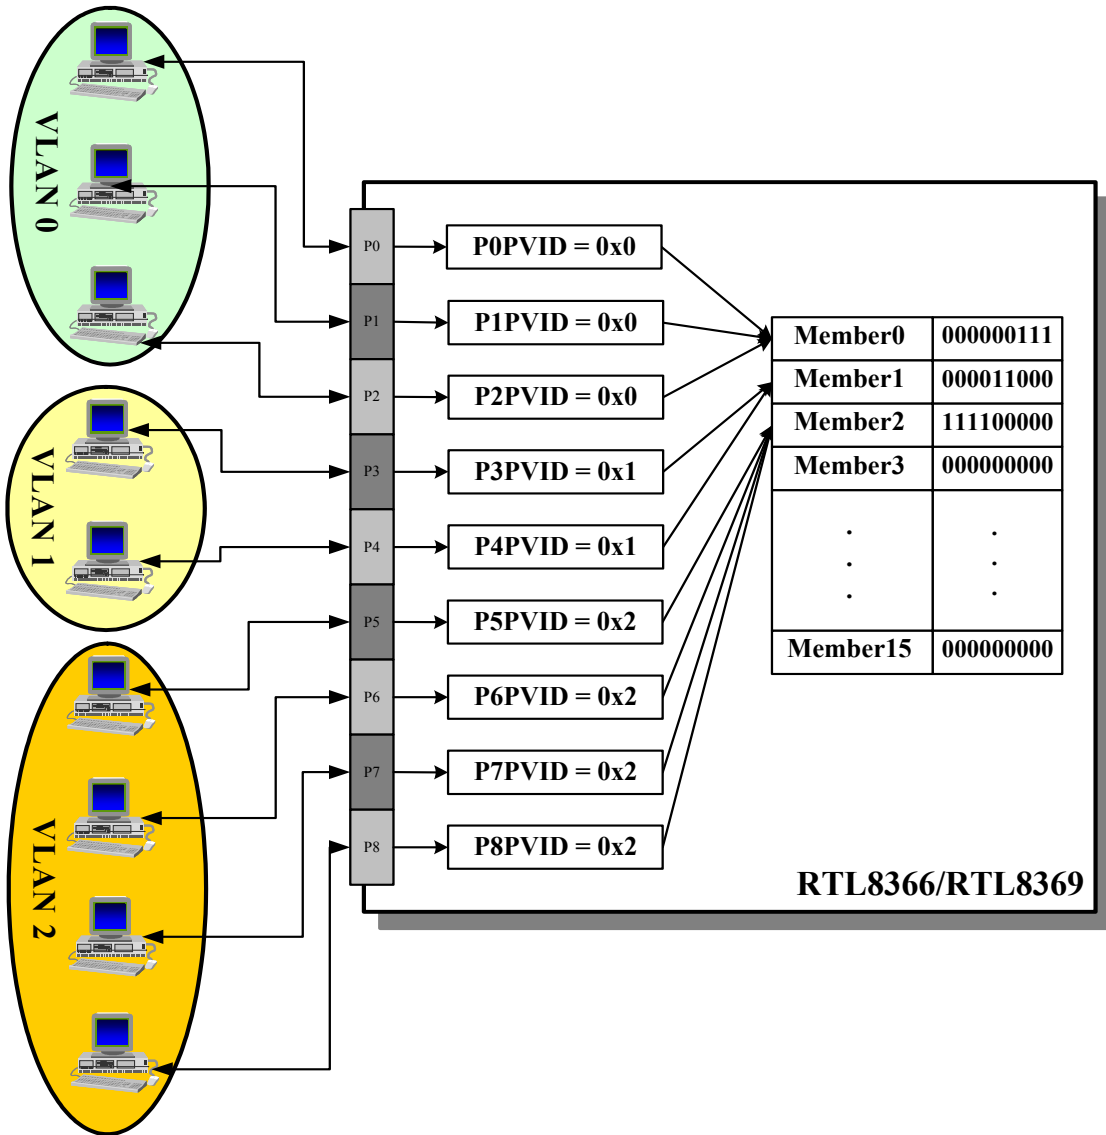 VLAN 0
VLAN 1
VLAN 2
P0
P1
P2
P3
P4
P5
P6
P7
P8
P0PVID = 0x0
P1PVID = 0x0
P2PVID = 0x0
P3PVID = 0x1
P4PVID = 0x1
P5PVID = 0x2
P6PVID = 0x2
P7PVID = 0x2
P8PVID = 0x2
Member0 000000111
Member1 000011000
Member2 111100000
Member3 000000000
. .
. .
. .
Member15 000000000
RTL8366/RTL8369